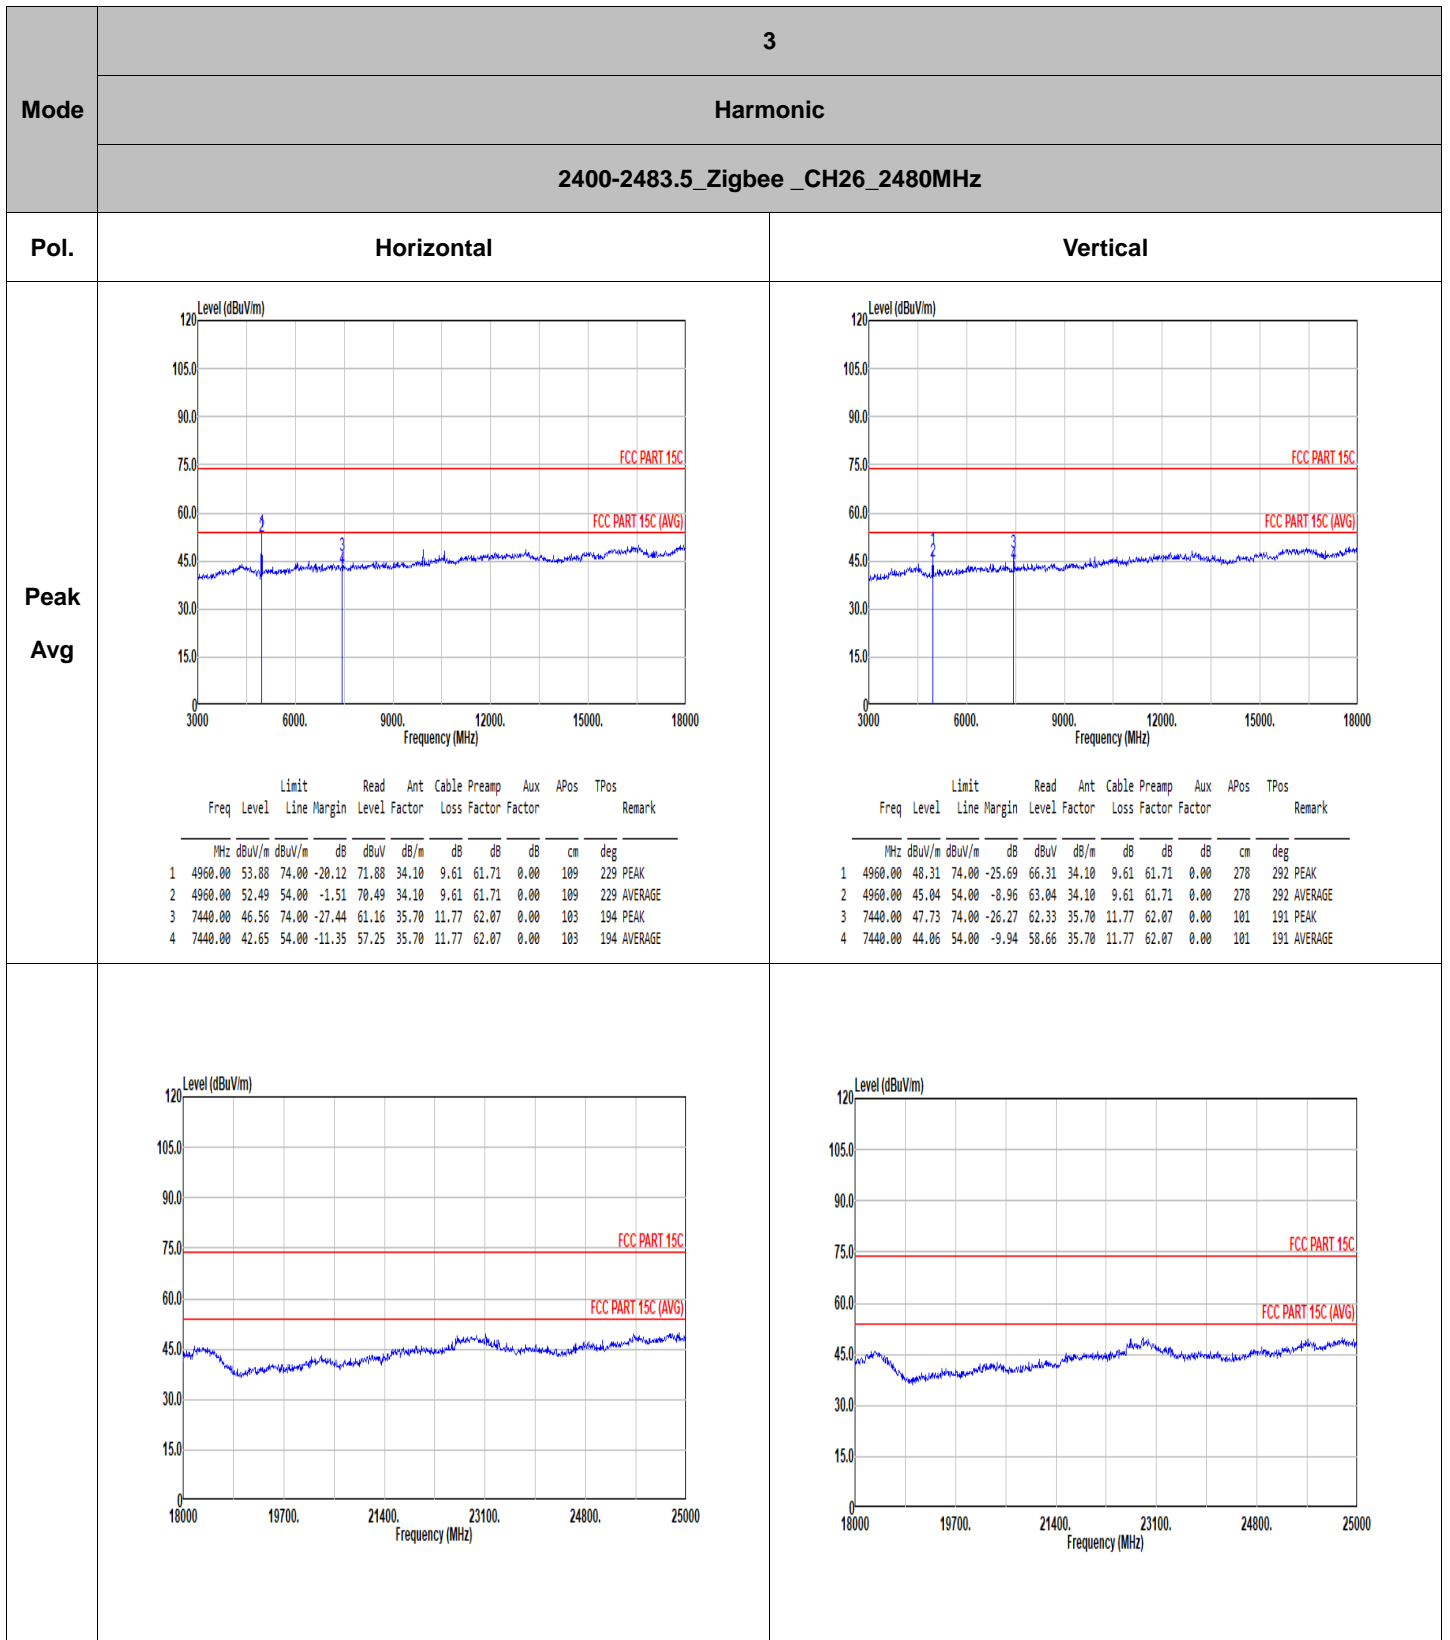 Mode
3
Harmonic
2400-2483.5_Zigbee _CH26_2480MHz
Pol.
Horizontal
Vertical
Peak
Avg
Level (dBuV/m)
120
105.0
90.0
75.0
FCC PART 15C
60.0
FCC PART 15C (AVG)
1
2
3
4
45.0
30.0
15.0
0
3000 6000. 9000. 12000. 15000. 18000
Frequency (MHz)
Limit Read Ant Cable Preamp Aux APos TPos
Freq Level Line Margin Level Factor Loss Factor Factor Remark
MHz dBuV/m dBuV/m dB dBuV dB/m dB dB dB cm deg
1 4960.00 53.88 74.00 -20.12 71.88 34.10 9.61 61.71 0.00 109 229 PEAK
2 4960.00 52.49 54.00 -1.51 70.49 34.10 9.61 61.71 0.00 109 229 AVERAGE
3 7440.00 46.56 74.00 -27.44 61.16 35.70 11.77 62.07 0.00 103 194 PEAK
4 7440.00 42.65 54.00 -11.35 57.25 35.70 11.77 62.07 0.00 103 194 AVERAGE
Level (dBuV/m)
120
105.0
90.0
75.0
FCC PART 15C
60.0
FCC PART 15C (AVG)
1
2
3
4
45.0
30.0
15.0
0
3000 6000. 9000. 12000. 15000. 18000
Frequency (MHz)
Limit Read Ant Cable Preamp Aux APos TPos
Freq Level Line Margin Level Factor Loss Factor Factor Remark
MHz dBuV/m dBuV/m dB dBuV dB/m dB dB dB cm deg
1 4960.00 48.31 74.00 -25.69 66.31 34.10 9.61 61.71 0.00 278 292 PEAK
2 4960.00 45.04 54.00 -8.96 63.04 34.10 9.61 61.71 0.00 278 292 AVERAGE
3 7440.00 47.73 74.00 -26.27 62.33 35.70 11.77 62.07 0.00 101 191 PEAK
4 7440.00 44.06 54.00 -9.94 58.66 35.70 11.77 62.07 0.00 101 191 AVERAGE
Level (dBuV/m)
120
105.0
90.0
75.0
FCC PART 15C
60.0
FCC PART 15C (AVG)
45.0
30.0
15.0
0
18000 19700. 21400. 23100. 24800. 25000
Frequency (MHz)
Level (dBuV/m)
120
105.0
90.0
75.0
FCC PART 15C
60.0
FCC PART 15C (AVG)
45.0
30.0
15.0
0
18000 19700. 21400. 23100. 24800. 25000
Frequency (MHz)